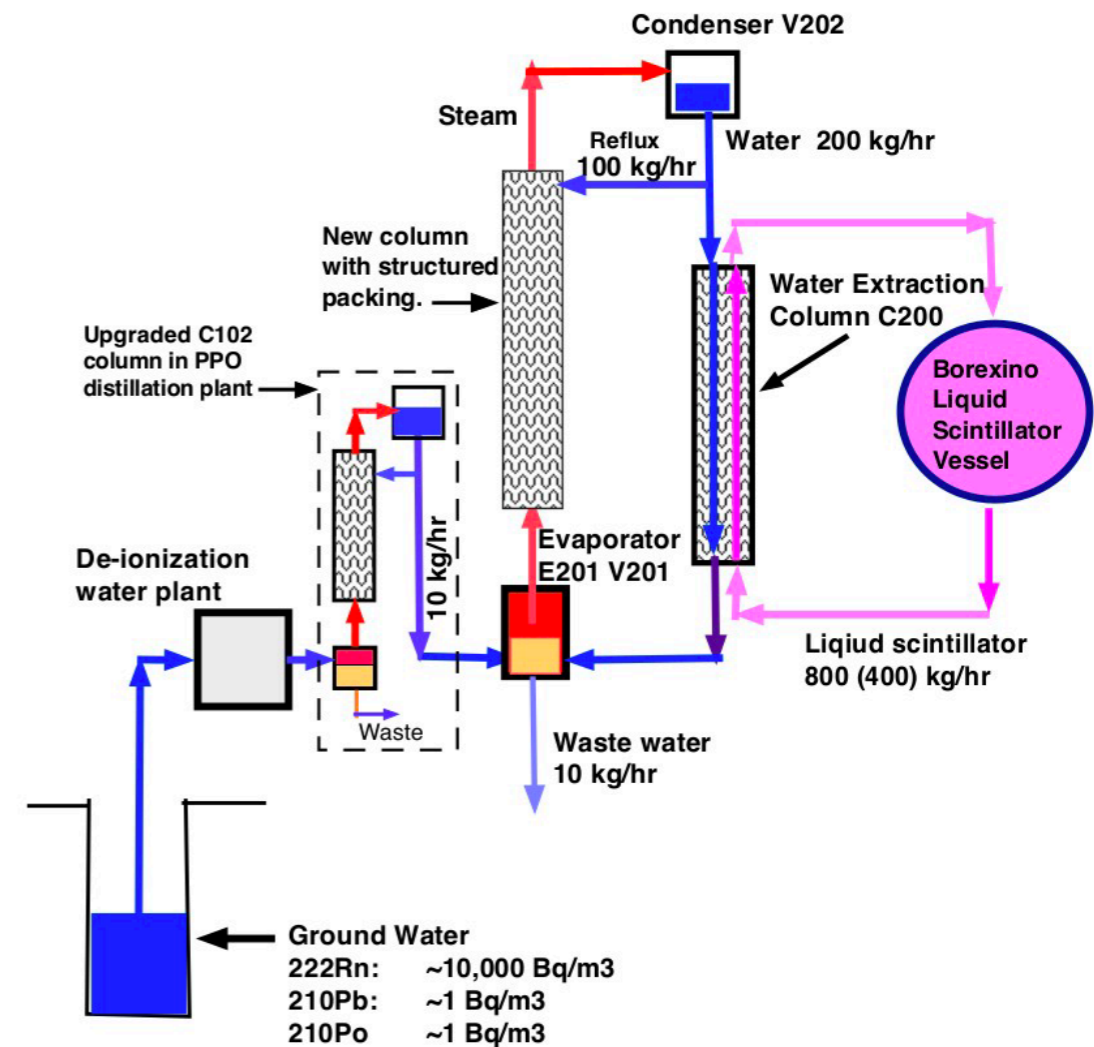 Condenser V202
Steam
Water  200 kg/hr
Reflux
100 kg/hr
New column
with structured
packing.
Water Extraction
Column C200
Upgraded C102
column in PPO
distillation plant
Borexino
Liquid
Scintillator
Vessel
10 kg/hr
Evaporator
E201 V201
De-ionization
water plant
Liqiud scintillator
800 (400) kg/hr
Waste
Waste water
10 kg/hr
Ground Water
222Rn: ~10,000 Bq/m3
210Pb: ~1 Bq/m3
210Po ~1 Bq/m3